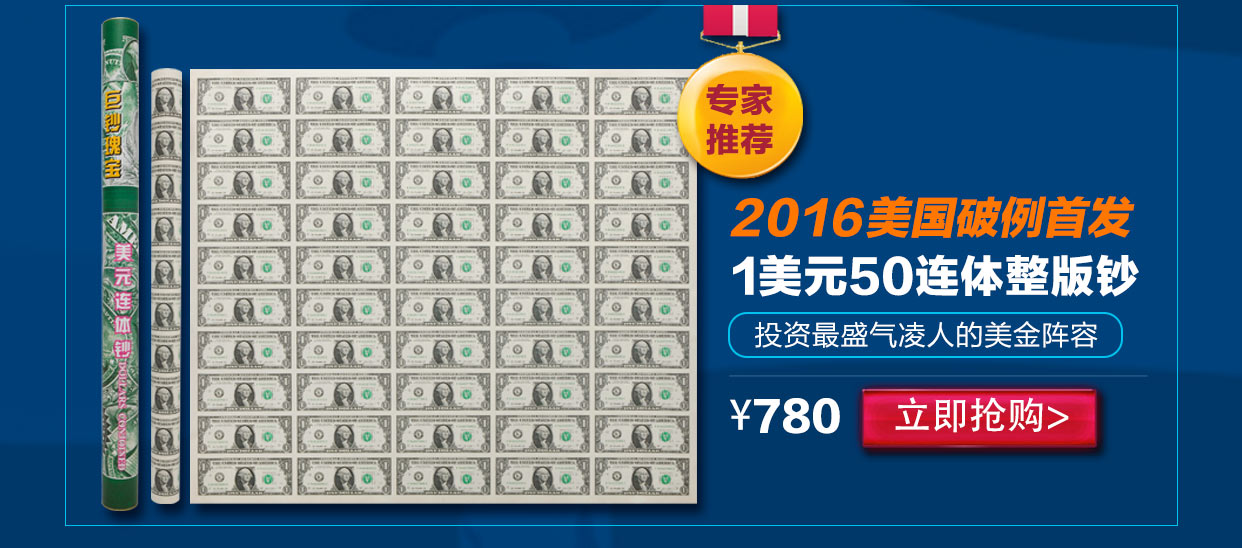 巨钞瑰宝
美元连体钞
DOLLARS CONJOINED
专家
推荐
2016美国破例首发
1美元50连体整版钞
投资最盛气凌人的美金阵容
¥780
立即抢购>